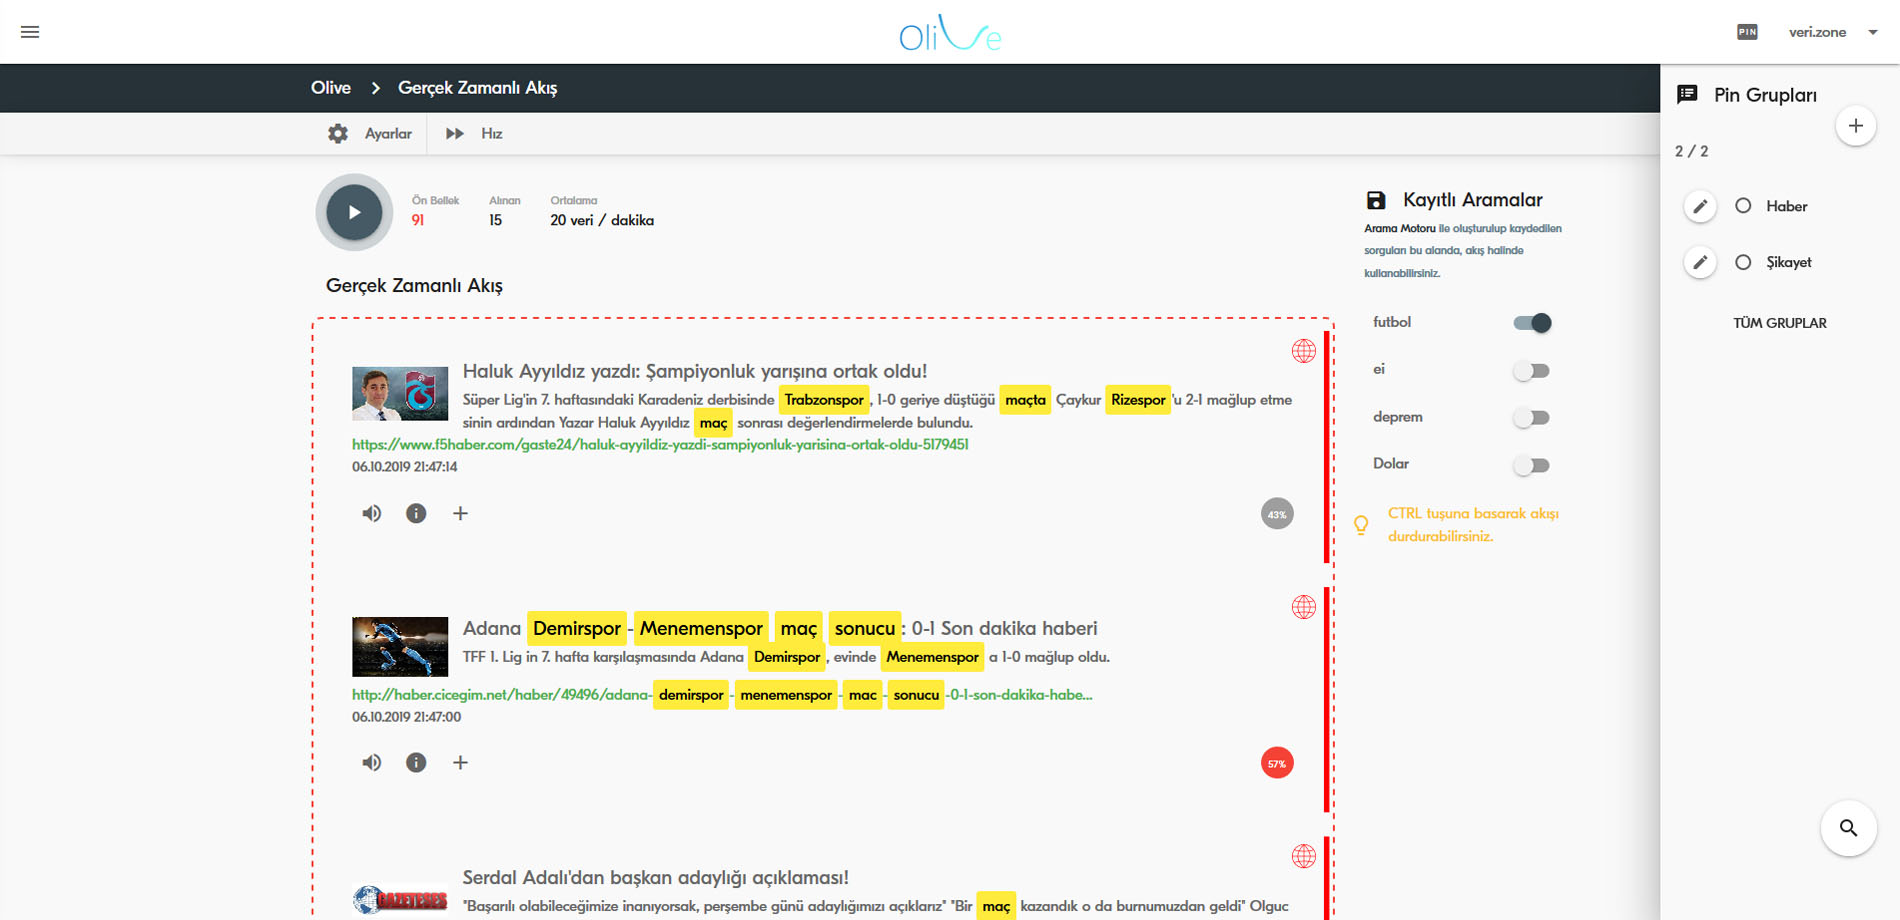 Olive
PIN
veri.zone
Olive
Gerçek Zamanlı Akış
Ayarlar
Hız
Ön Bellek
91
Alınan
15
Ortalama
20 veri / dakika
Gerçek Zamanlı Akış
Haluk Ayyıldız yazdı: Şampiyonluk yarışına ortak oldu!
Süper Lig'in 7. haftasındaki Karadeniz derbisinde Trabzonspor, 1-0 geriye düştüğü maçta Çaykur Rizespor'u 2-1 mağlup etme
sinin ardından Yazar Haluk Ayyıldız maç sonrası değerlendirmelerde bulundu.
https://www.f5haber.com/gaste24/haluk-ayyildiz-yazdi-sampiyonluk-yarisina-ortak-oldu-5179451
06.10.2019 21:47:14
43%
Adana Demirspor-Menemenspor maç sonucu: 0-1 Son dakika haberi
TFF 1. Lig in 7. hafta karşılaşmasında Adana Demirspor, evinde Menemenspor a 1-0 mağlup oldu.
http://haber.cicegim.net/haber/49496/adana-demirspor-menemenspor-mac-sonucu-0-1-son-dakika-habe...
06.10.2019 21:47:00
57%
GAZETESES
Serdal Adalı'dan başkan adaylığı açıklaması!
"Başarılı olabileceğimize inanıyorsak, perşembe günü adaylığımızı açıklarız" "Bir maç kazandık o da burnumuzdan geldi" Olguc
Kayıtlı Aramalar
Arama Motoru ile oluşturulup kaydedilen
sorguları bu alanda, akış halinde
kullanabilirsiniz.
futbol
ei
deprem
Dolar
CTRL tuşuna basarak akışı
durdurabilirsiniz.
Pin Grupları
2 / 2
Haber
Şikayet
TÜM GRUPLAR